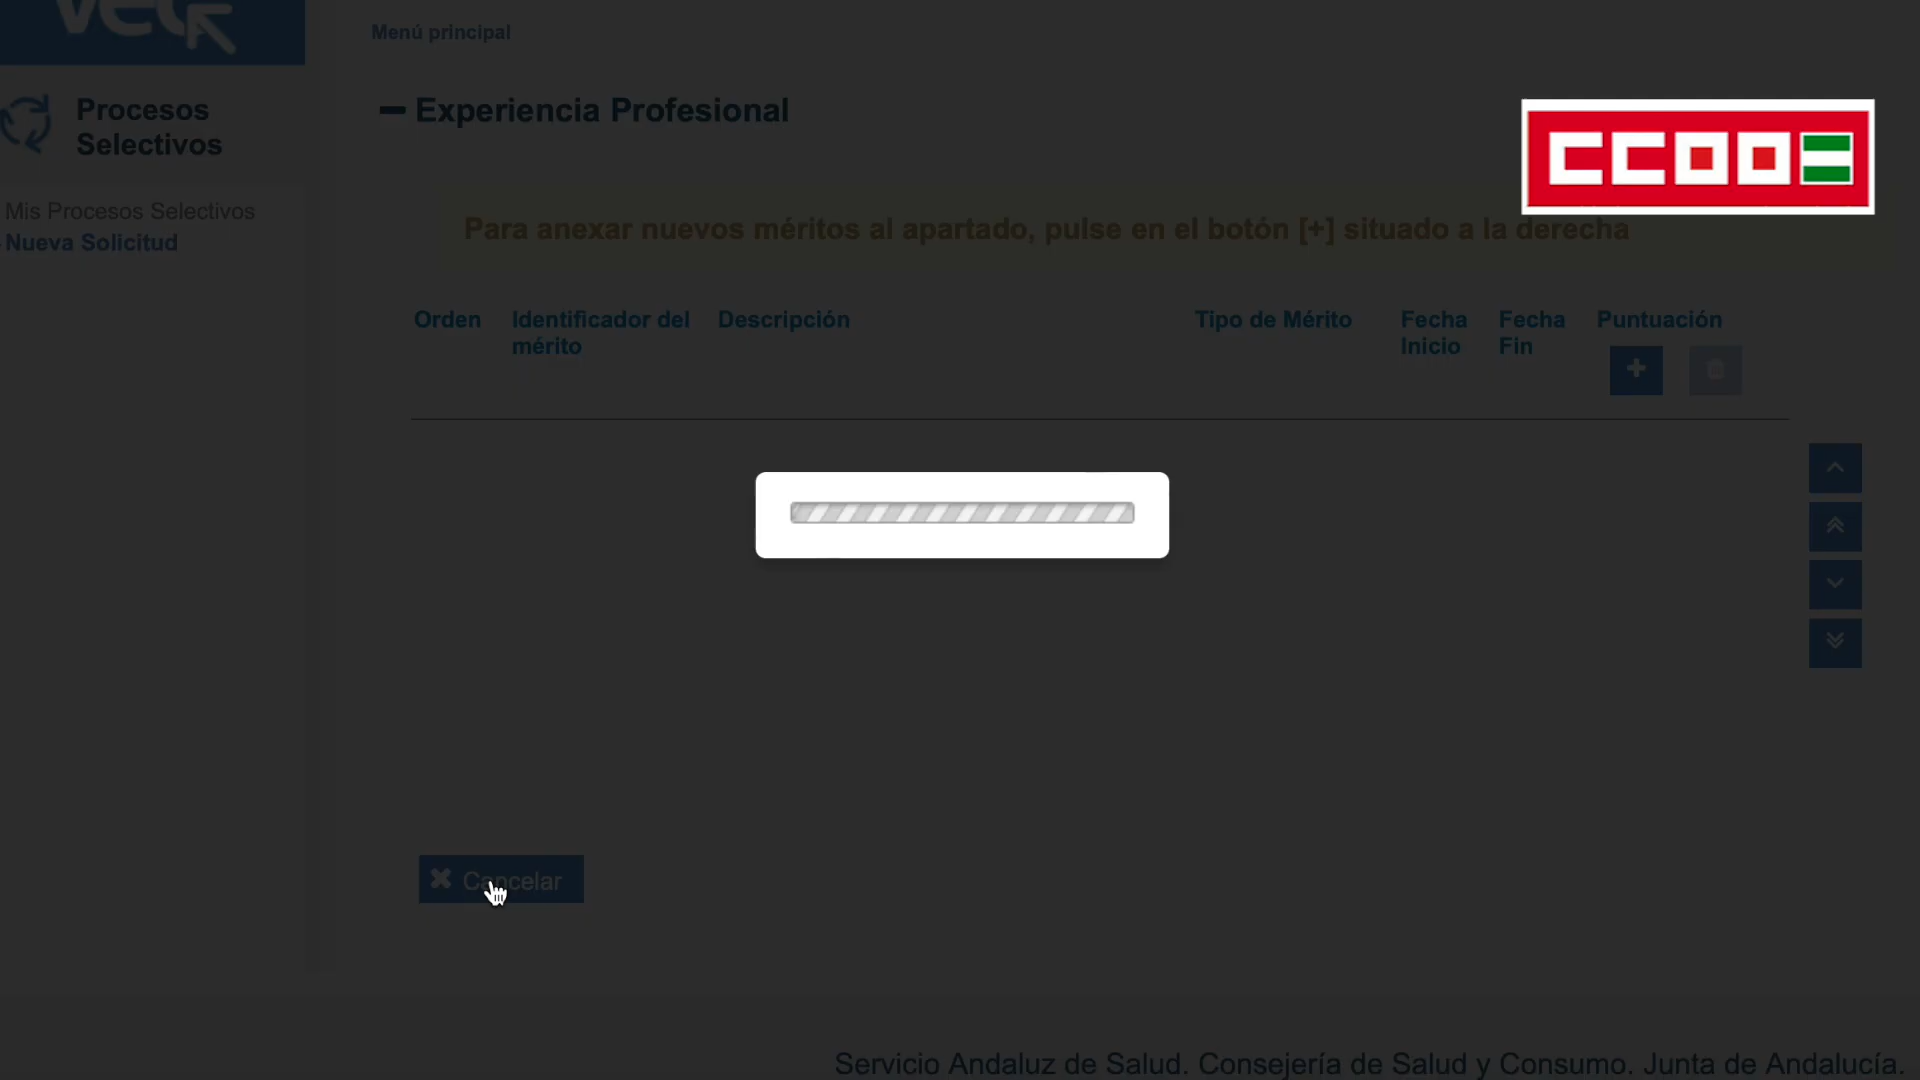 vec
Menú principal
Procesos
Selectivos
Experiencia Profesional
CCOO
Mis Procesos Selectivos
Nueva Solicitud
Para anexar nuevos méritos al apartado, pulse en el botón [+] situado a la derecha
Orden Identificador del mérito Descripción Tipo de Mérito Fecha Inicio Fecha Fin Puntuación
Cancelar
Servicio Andaluz de Salud. Consejería de Salud y Consumo. Junta de Andalucía.